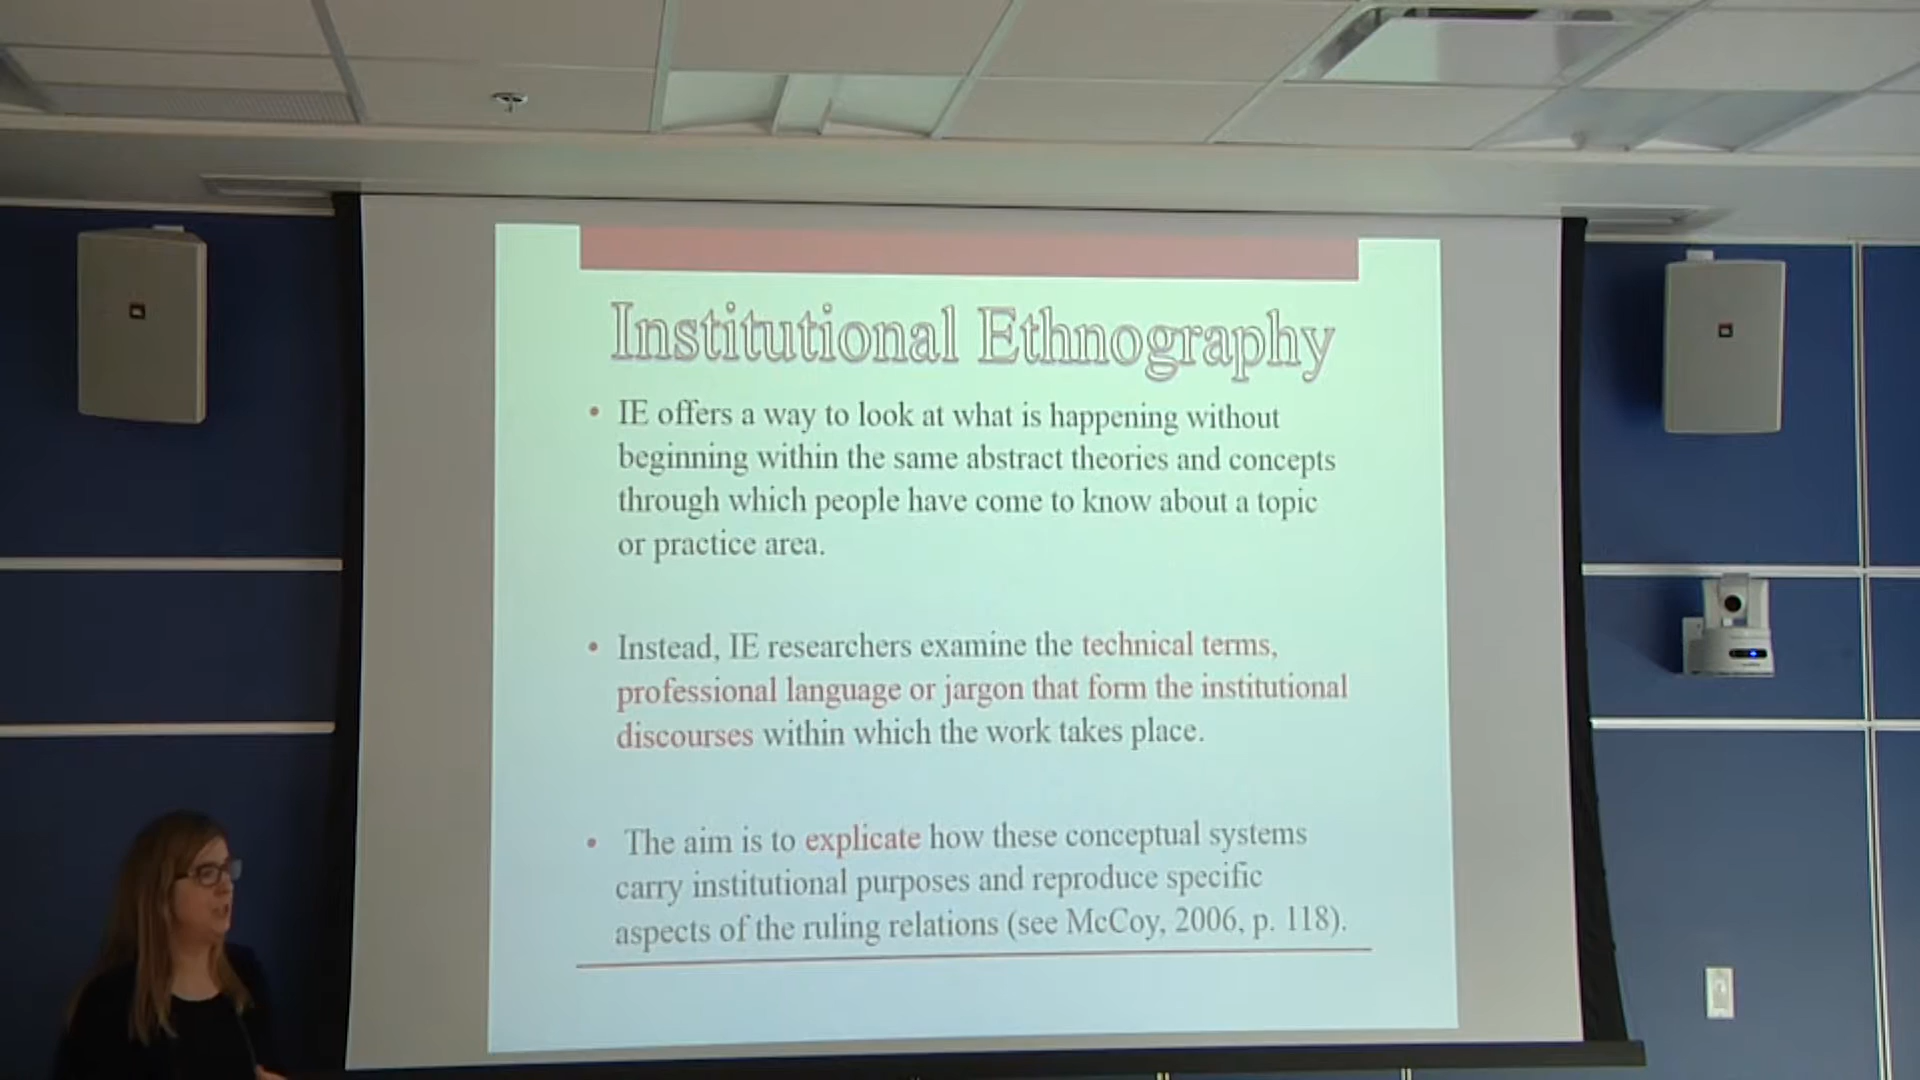 Institutional Ethnography
• IE offers a way to look at what is happening without
beginning within the same abstract theories and concepts
through which people have come to know about a topic
or practice area.
• Instead, IE researchers examine the technical terms,
professional language or jargon that form the institutional
discourses within which the work takes place.
• The aim is to explicate how these conceptual systems
carry institutional purposes and reproduce specific
aspects of the ruling relations (see McCoy, 2006, p. 118).